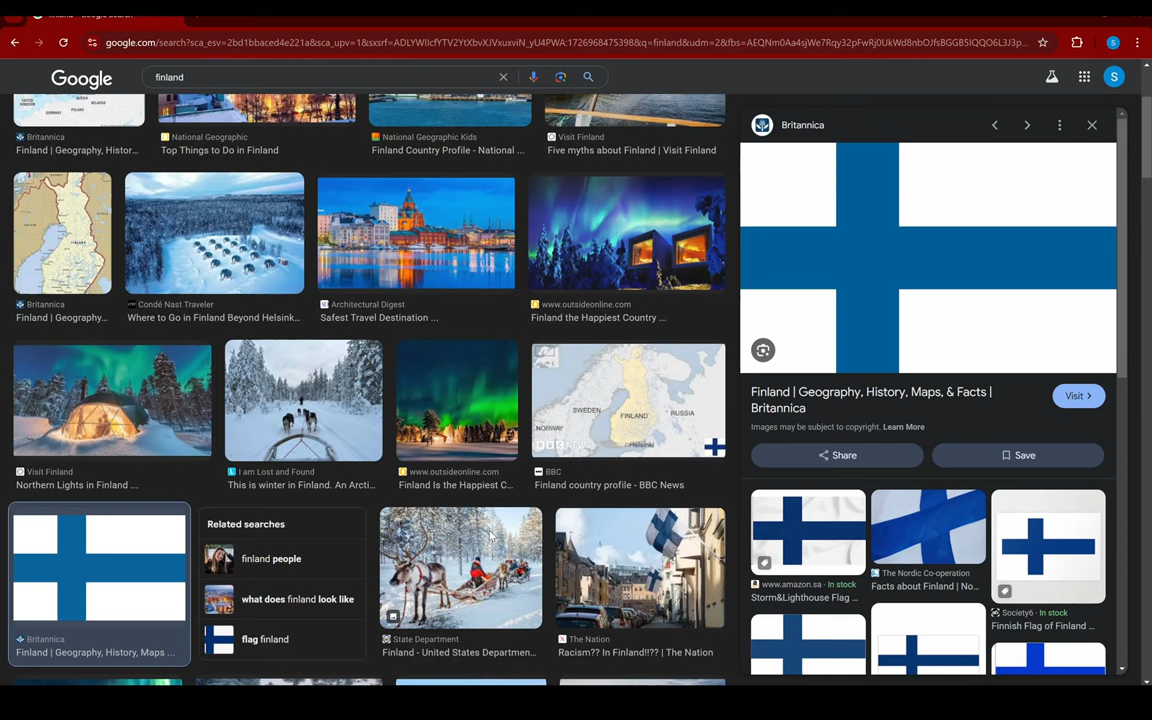 google.com/search?sca_esv=2bd1bbaced4e221a&sca_upv=1&sxsrf=ADLYWIIcfYTV2YtXbvXJVxuxviN_yU4PWA:1726968475398&q=finland&udm=2&fbs=AEQNm0Aa4sjWe7Rqy32pFwRj0UkWd8nbOJfsBGGB5IQQO6L3J3p...
S
Google
finland
S
Britannica
Finland | Geography, Histor...
National Geographic
Top Things to Do in Finland
National Geographic Kids
Finland Country Profile - National ...
Visit Finland
Five myths about Finland | Visit Finland
Britannica
Finland | Geography...
Condé Nast Traveler
Where to Go in Finland Beyond Helsink...
Architectural Digest
Safest Travel Destination ...
www.outsideonline.com
Finland the Happiest Country ...
Visit Finland
Northern Lights in Finland ...
I am Lost and Found
This is winter in Finland. An Arcti...
www.outsideonline.com
Finland Is the Happiest C...
SWEDEN
FINLAND
RUSSIA
NORWAY
Helsinki
BBC NEWS
BBC
Finland country profile - BBC News
Britannica
Finland | Geography, History, Maps ...
Related searches
finland people
what does finland look like
flag finland
State Department
Finland - United States Departmen...
The Nation
Racism?? In Finland!!?? | The Nation
Britannica
Finland | Geography, History, Maps, & Facts |
Britannica
Visit
Images may be subject to copyright. Learn More
Share
Save
www.amazon.sa · In stock
Storm&Lighthouse Flag ...
The Nordic Co-operation
Facts about Finland | No...
Society6 · In stock
Finnish Flag of Finland ...